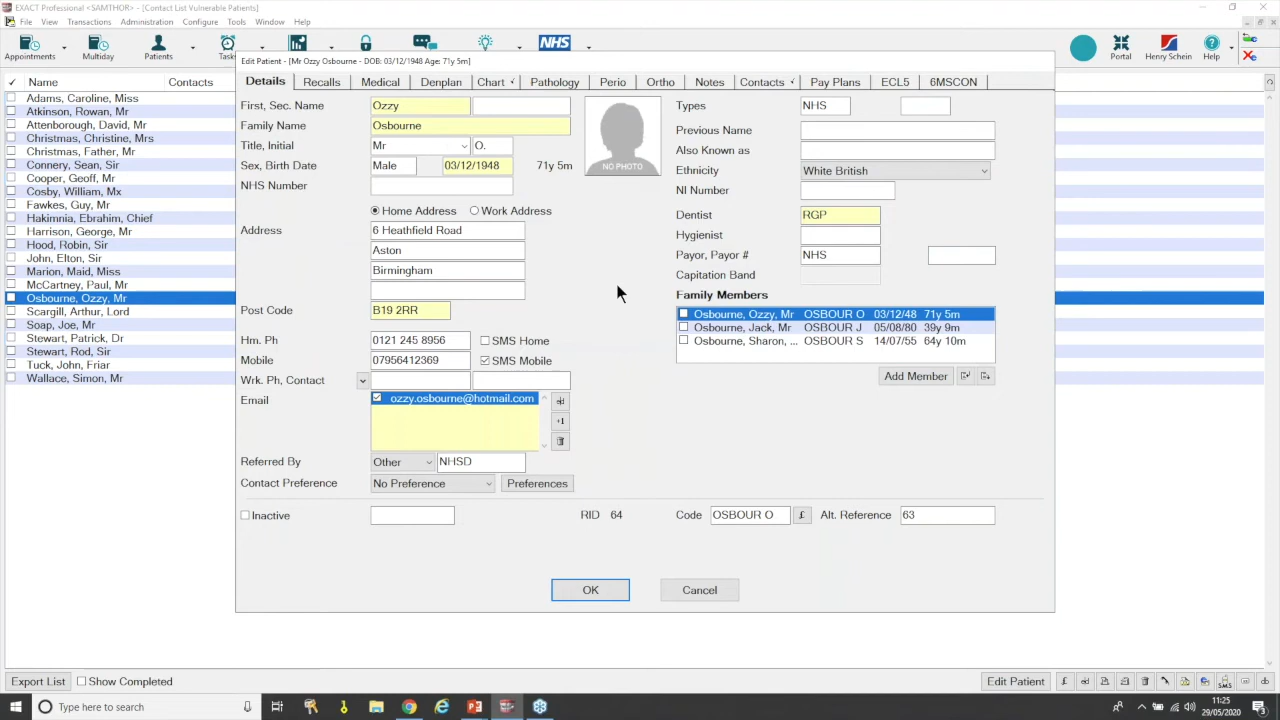 EXACT Professional <SAMTHOR> - [Contact List Vulnerable Patients]
File View Transactions Administration Configure Tools Window Help
Appointments Multiday Patients Tasks NHS Portal Henry Schein Help
Edit Patient - [Mr Ozzy Osbourne - DOB: 03/12/1948 Age: 71y 5m]
Details Recalls Medical Denplan Chart Pathology Perio Ortho Notes Contacts Pay Plans ECL5 6MSCON
Name Contacts
Adams, Caroline, Miss
Atkinson, Rowan, Mr
Attenborough, David, Mr
Christmas, Christine, Mrs
Christmas, Father, Mr
Connery, Sean, Sir
Cooper, Geoff, Mr
Cosby, William, Mx
Fawkes, Guy, Mr
Hakimnia, Ebrahim, Chief
Harrison, George, Mr
Hood, Robin, Sir
John, Elton, Sir
Marion, Maid, Miss
McCartney, Paul, Mr
Osbourne, Ozzy, Mr
Scargill, Arthur, Lord
Soap, Joe, Mr
Stewart, Patrick, Dr
Stewart, Rod, Sir
Tuck, John, Friar
Wallace, Simon, Mr
First, Sec. Name Ozzy
Family Name Osbourne
Title, Initial Mr O.
Sex, Birth Date Male 03/12/1948 71y 5m
NHS Number
NO PHOTO
Home Address Work Address
Address 6 Heathfield Road
Aston
Birmingham
Post Code B19 2RR
Hm. Ph 0121 245 8956 SMS Home
Mobile 07956412369 SMS Mobile
Wrk. Ph, Contact
Email ozzy.osbourne@hotmail.com
+1
Referred By Other NHSD
Contact Preference No Preference Preferences
Types NHS
Previous Name
Also Known as
Ethnicity White British
NI Number
Dentist RGP
Hygienist
Payor, Payor # NHS
Capitation Band
Family Members
Osbourne, Ozzy, Mr OSBOUR O 03/12/48 71y 5m
Osbourne, Jack, Mr OSBOUR J 05/08/80 39y 9m
Osbourne, Sharon, ... OSBOUR S 14/07/55 64y 10m
Add Member
Inactive RID 64 Code OSBOUR O £ Alt. Reference 63
OK Cancel
Export List Show Completed Edit Patient £ SMS
Type here to search
11:25
29/05/2020
3